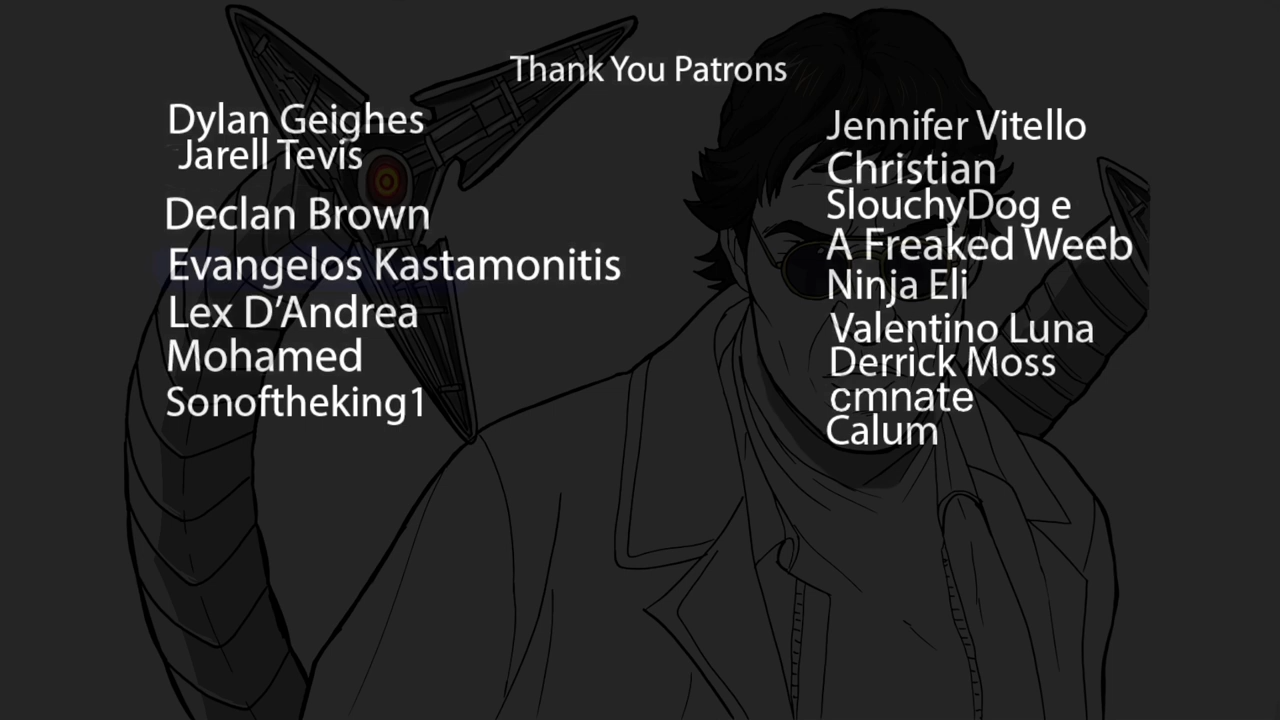 Thank You Patrons
Dylan Geighes
Jarell Tevis
Declan Brown
Evangelos Kastamonitis
Lex D’Andrea
Mohamed
Sonoftheking1
Jennifer Vitello
Christian
SlouchyDog e
A Freaked Weeb
Ninja Eli
Valentino Luna
Derrick Moss
cmnate
Calum